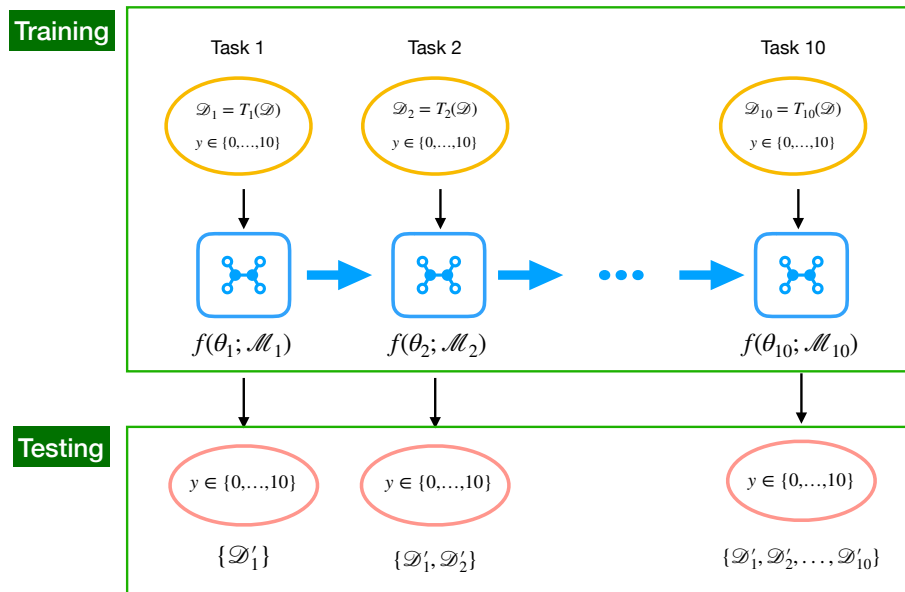 Training
Task 1
Task 2
Task 10
𝒟₁ = T₁(𝒟)
y ∈ {0,…,10}
𝒟₂ = T₂(𝒟)
y ∈ {0,…,10}
𝒟₁₀ = T₁₀(𝒟)
y ∈ {0,…,10}
f(θ₁; ℳ₁)
f(θ₂; ℳ₂)
f(θ₁₀; ℳ₁₀)
Testing
y ∈ {0,…,10}
y ∈ {0,…,10}
y ∈ {0,…,10}
{𝒟′₁}
{𝒟′₁, 𝒟′₂}
{𝒟′₁, 𝒟′₂, . . . , 𝒟′₁₀}